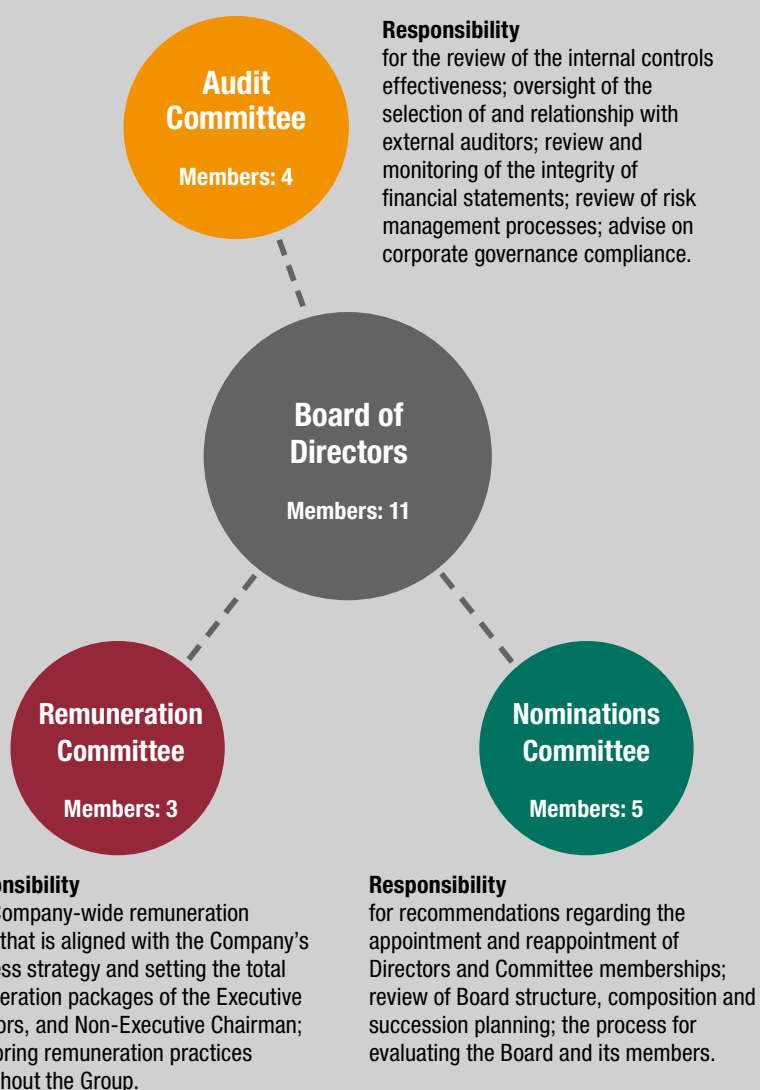 Responsibility
for the review of the internal controls
effectiveness; oversight of the
selection of and relationship with
external auditors; review and
monitoring of the integrity of
financial statements; review of risk
management processes; advise on
corporate governance compliance.
Audit
Committee
Members: 4
Board of
Directors
Members: 11
Remuneration
Committee
Members: 3
Nominations
Committee
Members: 5
Company-wide remuneration
that is aligned with the Company's
strategy and setting the total
packages of the Executive
and Non-Executive Chairman;
remuneration practices
the Group.
Responsibility
for recommendations regarding the
appointment and reappointment of
Directors and Committee memberships;
review of Board structure, composition and
succession planning; the process for
evaluating the Board and its members.